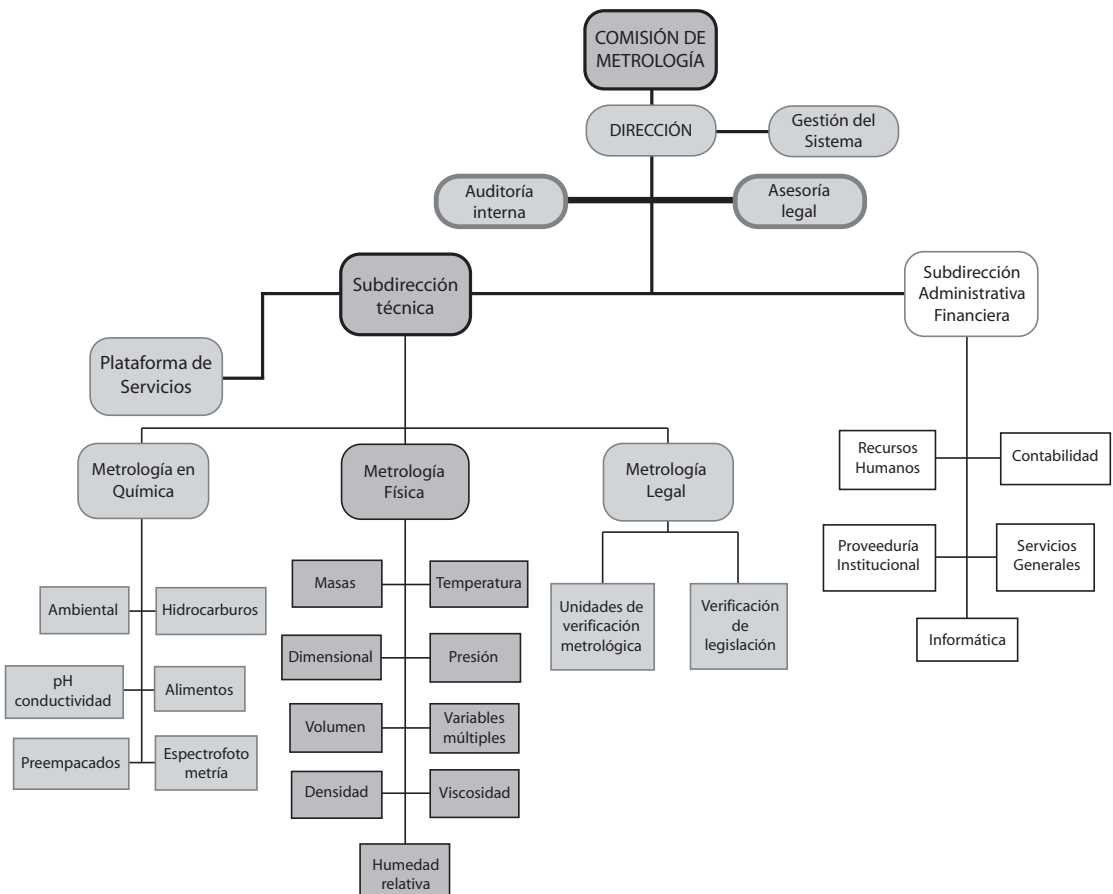 COMISIÓN DE
METROLOGÍA
DIRECCIÓN
Gestión del
Sistema
Auditoría
interna
Asesoría
legal
Subdirección
técnica
Subdirección
Administrativa
Financiera
Plataforma de
Servicios
Metrología en
Química
Metrología
Física
Metrología
Legal
Recursos
Humanos
Contabilidad
Proveeduría
Institucional
Servicios
Generales
Informática
Ambiental
Hidrocarburos
pH
conductividad
Alimentos
Preempacados
Espectrofoto
metría
Masas
Temperatura
Dimensional
Presión
Volumen
Variables
múltiples
Densidad
Viscosidad
Humedad
relativa
Unidades de
verificación
metrológica
Verificación
de
legislación